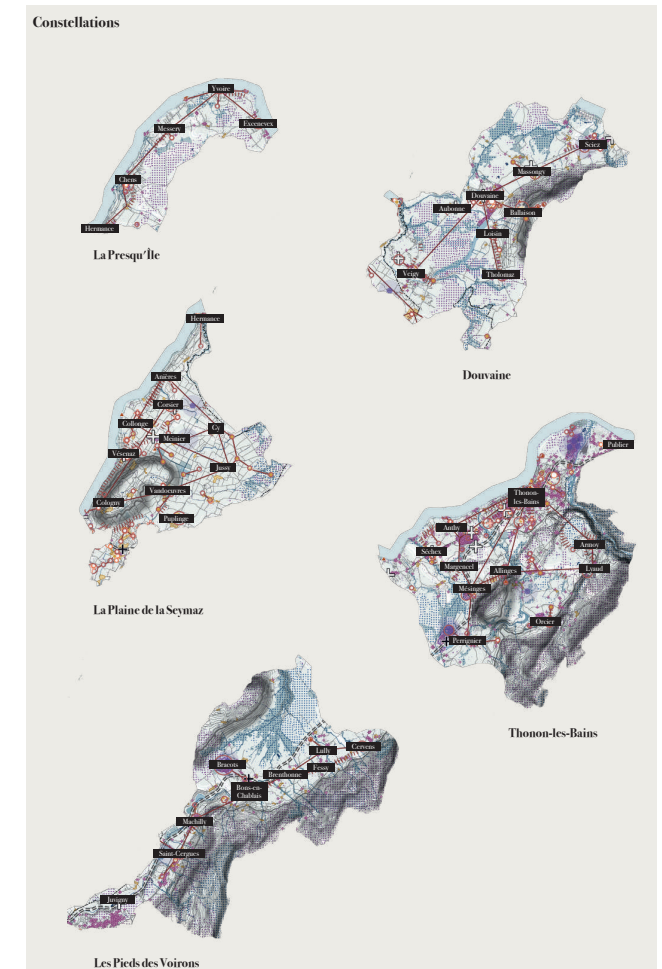 Constellations
Yvoire
Messery
Excenevex
Chens
Hermance
La Presqu'Île
Sciez
Massongy
Douvaine
Aubonne
Ballaison
Loisin
Veigy
Tholomaz
Douvaine
Hermance
Anières
Corsier
Collonge
Gy
Meinier
Vésenaz
Jussy
Vandoeuvres
Cologny
Puplinge
La Plaine de la Seymaz
Publier
Thonon-
les-Bains
Anthy
Séchex
Armoy
Margencel
Allinges
Lyaud
Mésinges
Orcier
Perrignier
Thonon-les-Bains
Cervens
Lully
Fessy
Bracots
Brenthonne
Bons-en-
Chablais
Machilly
Saint-Cergues
Juvigny
Les Pieds des Voirons